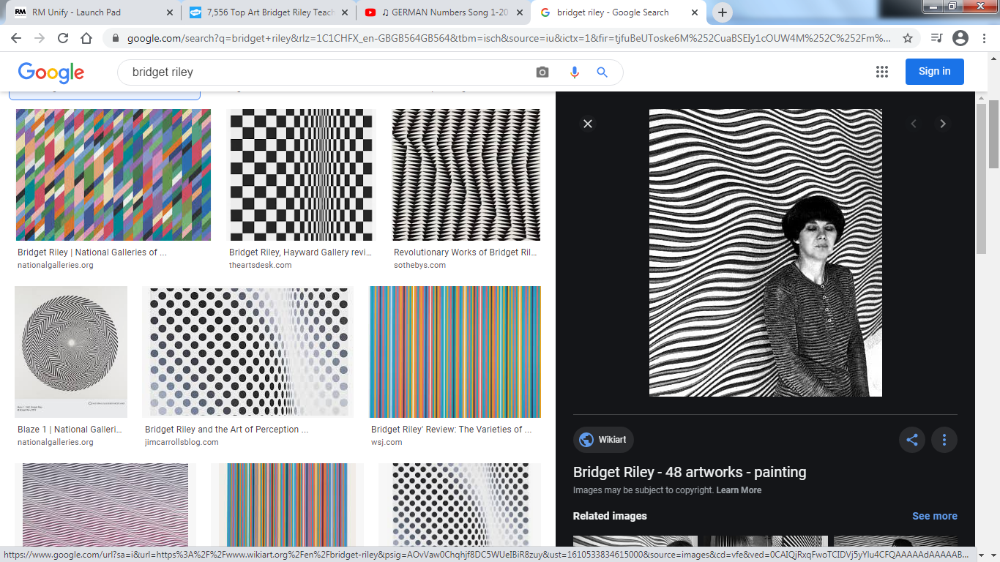 RM Unify - Launch Pad
7,556 Top Art Bridget Riley Teach
♫ GERMAN Numbers Song 1-20
bridget riley - Google Search
google.com/search?q=bridget+riley&rlz=1C1CHFX_en-GBGB564GB564&tbm=isch&source=iu&ictx=1&fir=tjfuBeUToske6M%252CuaBSEIy1cOUW4M%252C%252Fm%...
Google
bridget riley
Sign in
Bridget Riley | National Galleries of ...
nationalgalleries.org
Bridget Riley, Hayward Gallery revi...
theartsdesk.com
Revolutionary Works of Bridget Ril...
sothebys.com
Blaze 1 | National Galleri...
nationalgalleries.org
Bridget Riley and the Art of Perception ...
jimcarrollsblog.com
Bridget Riley' Review: The Varieties of ...
wsj.com
Wikiart
Bridget Riley - 48 artworks - painting
Images may be subject to copyright. Learn More
Related images
See more
https://www.google.com/url?sa=i&url=https%3A%2F%2Fwww.wikiart.org%2Fen%2Fbridget-riley&psig=AOvVaw0Chqhjf8DC5WUeIBiR8zuy&ust=1610533834615000&source=images&cd=vfe&ved=0CAIQjRxqFwoTCIDVj5yYlu4CFQAAAAAdAAAAAB...